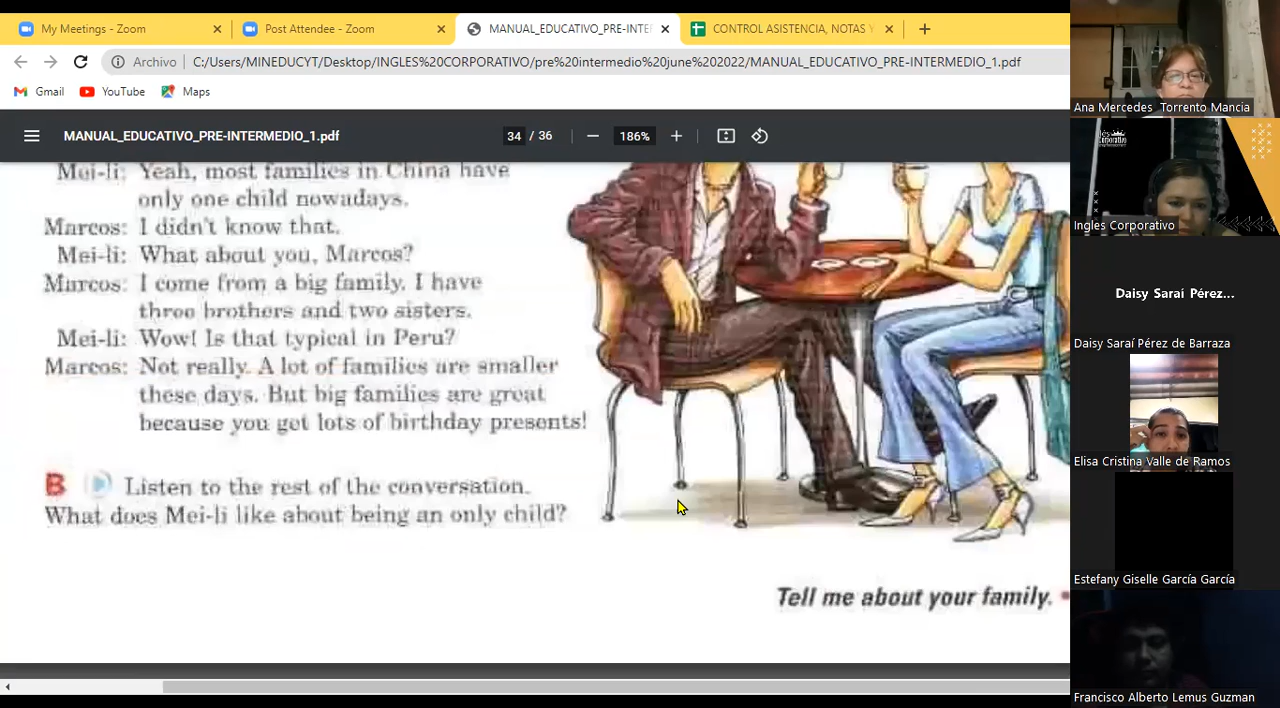 My Meetings - Zoom
Post Attendee - Zoom
MANUAL_EDUCATIVO_PRE-INTER
CONTROL ASISTENCIA, NOTAS Y
Archivo
C:/Users/MINEDUCYT/Desktop/INGLES%20CORPORATIVO/pre%20intermedio%20june%202022/MANUAL_EDUCATIVO_PRE-INTERMEDIO_1.pdf
Gmail
YouTube
Maps
MANUAL_EDUCATIVO_PRE-INTERMEDIO_1.pdf
34 / 36
186%
Mei-li: Yeah, most families in China have
only one child nowadays.
Marcos: I didn't know that.
Mei-li: What about you, Marcos?
Marcos: I come from a big family. I have
three brothers and two sisters.
Mei-li: Wow! Is that typical in Peru?
Marcos: Not really. A lot of families are smaller
these days. But big families are great
because you get lots of birthday presents!
B Listen to the rest of the conversation.
What does Mei-li like about being an only child?
Tell me about your family.
Ana Mercedes Torrento Mancia
Corporativo
Ingles Corporativo
Daisy Saraí Pérez...
Daisy Saraí Pérez de Barraza
Elisa Cristina Valle de Ramos
Estefany Giselle García García
Francisco Alberto Lemus Guzman